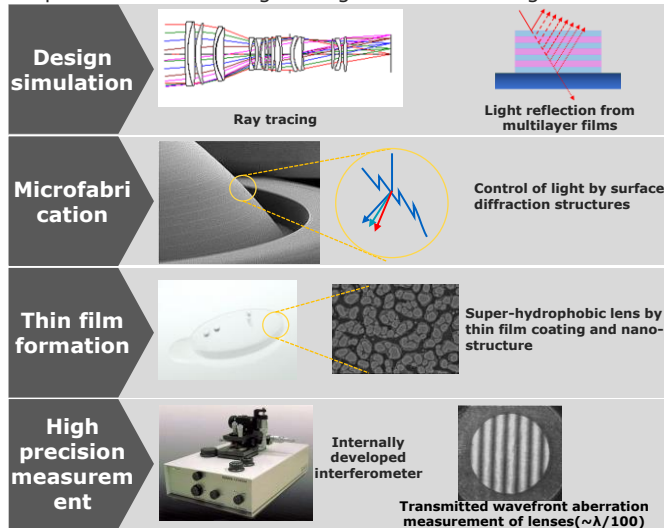 Design
simulation
Ray tracing
Light reflection from
multilayer films
Microfabri
cation
Control of light by surface
diffraction structures
Thin film
formation
Super-hydrophobic lens by
thin film coating and nano-
structure
High
precision
measurem
ent
Internally
developed
interferometer
Transmitted wavefront aberration
measurement of lenses(~λ/100)